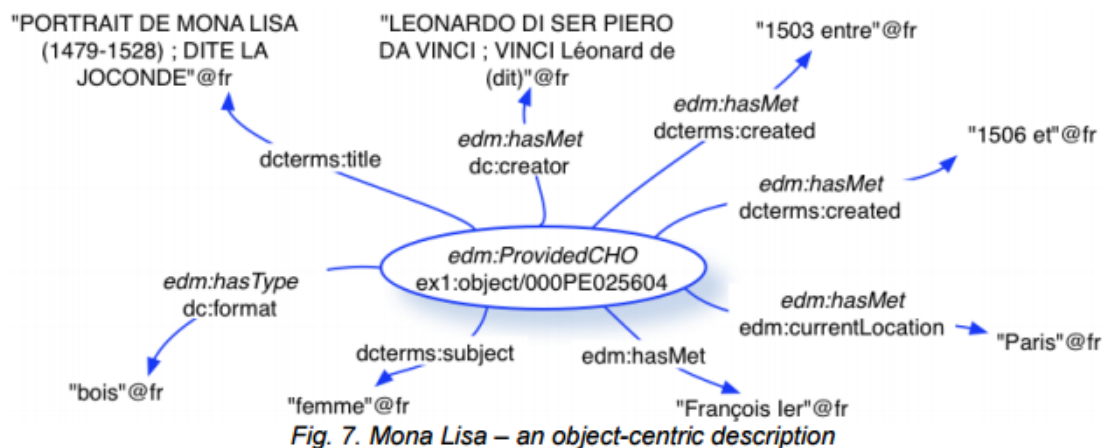 "PORTRAIT DE MONA LISA
(1479-1528) ; DITE LA
JOCONDE"@fr
"LEONARDO DI SER PIERO
DA VINCI ; VINCI Léonard de
(dit)"@fr
"1503 entre"@fr
edm:hasMet
dc:creator
edm:hasMet
dcterms:created
"1506 et"@fr
dcterms:title
edm:hasMet
dcterms:created
edm:ProvidedCHO
ex1:object/000PE025604
edm:hasType
dc:format
edm:hasMet
edm:currentLocation
"Paris"@fr
dcterms:subject
edm:hasMet
"bois"@fr
"femme"@fr
"François Ier"@fr
Fig. 7. Mona Lisa – an object-centric description